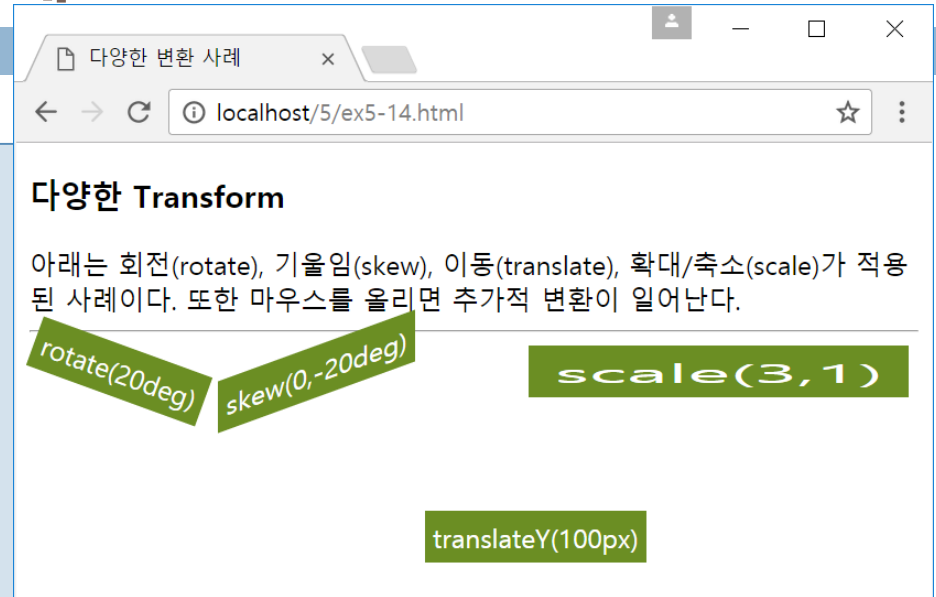 다양한 변환 사례
localhost/5/ex5-14.html
다양한 Transform
아래는 회전(rotate), 기울임(skew), 이동(translate), 확대/축소(scale)가 적용
된 사례이다. 또한 마우스를 올리면 추가적 변환이 일어난다.
rotate(20deg)
skew(0,-20deg)
scale(3,1)
translateY(100px)